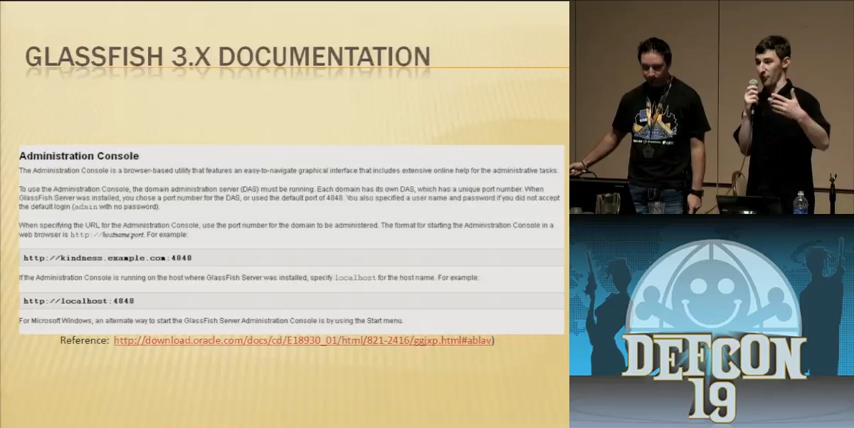 GLASSFISH 3.X DOCUMENTATION
Administration Console
The Administration Console is a browser-based utility that features an easy-to-navigate graphical interface that includes extensive online help for the administrative tasks.
To use the Administration Console, the domain administration server (DAS) must be running. Each domain has its own DAS, which has a unique port number. When
GlassFish Server was installed, you chose a port number for the DAS, or used the default port of 4848. You also specified a user name and password if you did not accept
the default login (admin with no password).
When specifying the URL for the Administration Console, use the port number for the domain to be administered. The format for starting the Administration Console in a
web browser is http://hostname:port. For example:
http://kindness.example.com:4848
If the Administration Console is running on the host where GlassFish Server was installed, specify localhost for the host name. For example:
http://localhost:4848
For Microsoft Windows, an alternate way to start the GlassFish Server Administration Console is by using the Start menu.
Reference: http://download.oracle.com/docs/cd/E18930_01/html/821-2416/ggjxp.html#ablav)
DEFCON
19